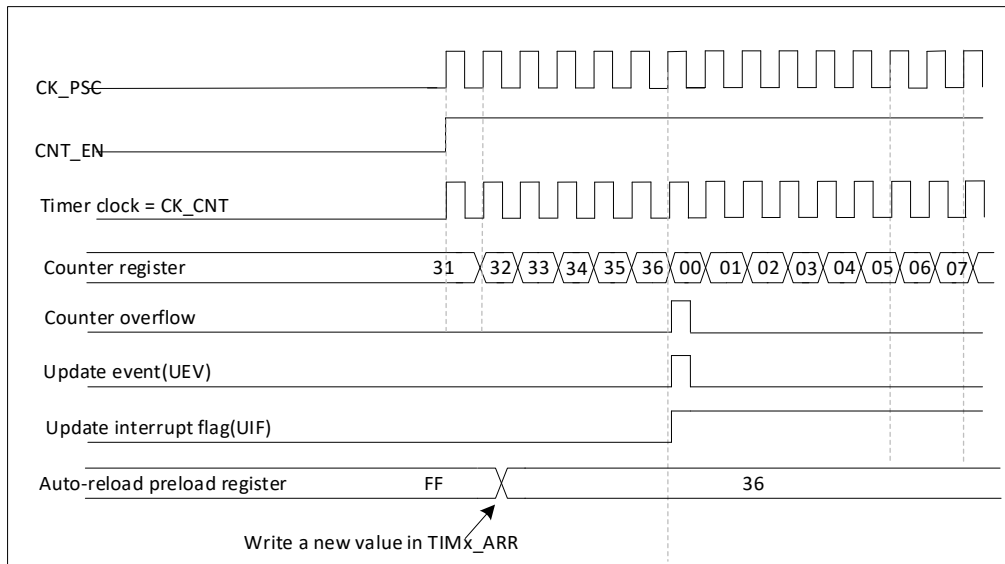 CK_PSC
CNT_EN
Timer clock = CK_CNT
Counter register 31 32 33 34 35 36 00 01 02 03 04 05 06 07
Counter overflow
Update event(UEV)
Update interrupt flag(UIF)
Auto-reload preload register FF 36
Write a new value in TIMx_ARR